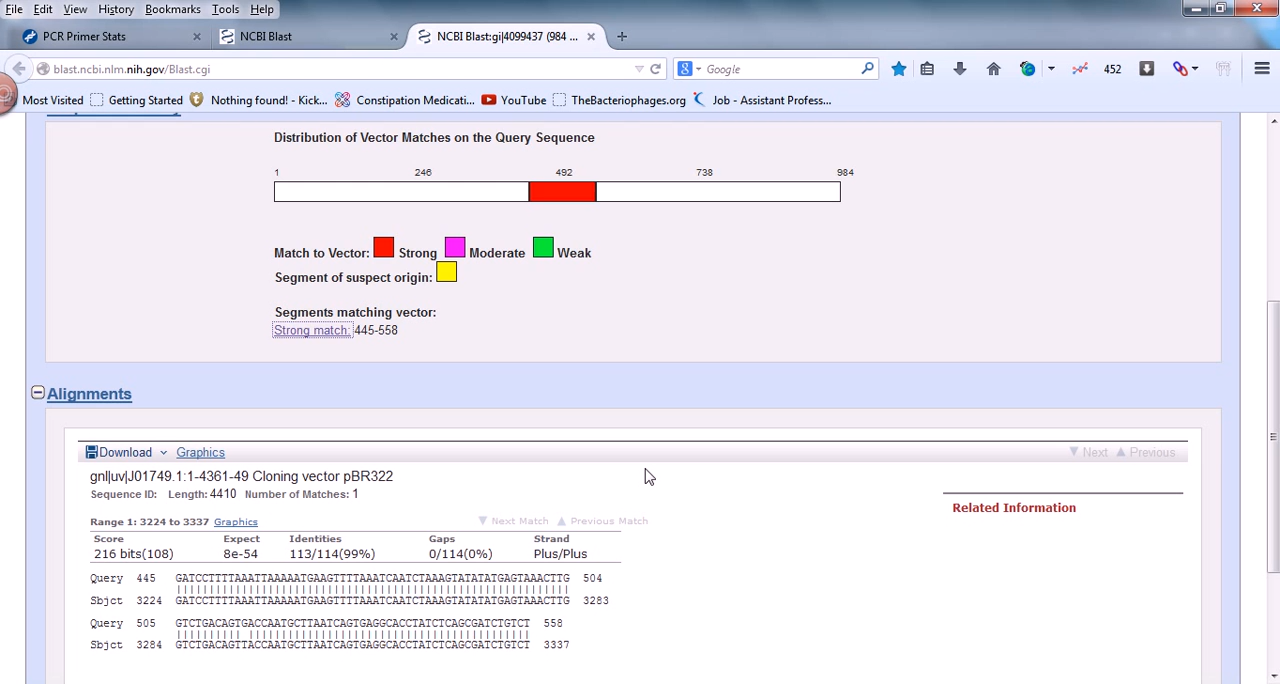 File Edit View History Bookmarks Tools Help
PCR Primer Stats × NCBI Blast × NCBI Blast:gi|4099437 (984 ... × +
blast.ncbi.nlm.nih.gov/Blast.cgi Google 452
Most Visited Getting Started Nothing found! - Kick... Constipation Medicati... YouTube TheBacteriophages.org Job - Assistant Profess...
Distribution of Vector Matches on the Query Sequence
1 246 492 738 984
Match to Vector: Strong Moderate Weak
Segment of suspect origin:
Segments matching vector:
Strong match: 445-558
Alignments
Download Graphics Next Previous
gnl|uv|J01749.1:1-4361-49 Cloning vector pBR322
Sequence ID: Length: 4410 Number of Matches: 1
Related Information
Range 1: 3224 to 3337 Graphics Next Match Previous Match
Score Expect Identities Gaps Strand
216 bits(108) 8e-54 113/114(99%) 0/114(0%) Plus/Plus
Query 445 GATCCTTTTAAATTAAAAATGAAGTTTTAAATCAATCTAAAGTATATATGAGTAAACTTG 504
Sbjct 3224 GATCCTTTTAAATTAAAAATGAAGTTTTAAATCAATCTAAAGTATATATGAGTAAACTTG 3283
Query 505 GTCTGACAGTGACCAATGCTTAATCAGTGAGGCACCTATCTCAGCGATCTGTCT 558
Sbjct 3284 GTCTGACAGTTACCAATGCTTAATCAGTGAGGCACCTATCTCAGCGATCTGTCT 3337